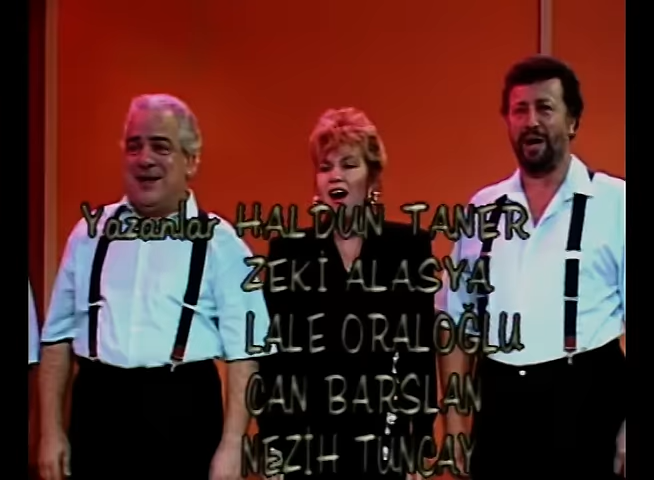 Yazanlar HALDUN TANER
ZEKİ ALASYA
LALE ORALOĞLU
CAN BARSLAN
NEZİH TUNCAY